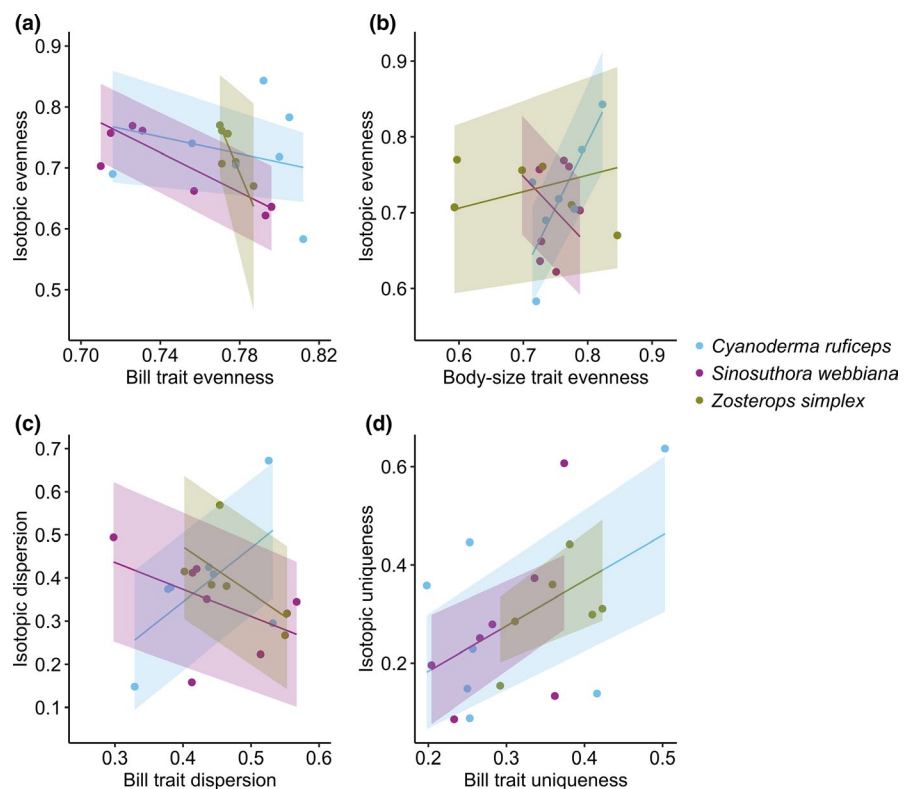 (a)
0.9
0.8
0.7
0.6
0.5
Isotopic evenness
0.70 0.74 0.78 0.82
Bill trait evenness
(b)
0.9
0.8
0.7
0.6
Isotopic evenness
0.6 0.7 0.8 0.9
Body-size trait evenness
Cyanoderma ruficeps
Sinosuthora webbiana
Zosterops simplex
(c)
0.7
0.6
0.5
0.4
0.3
0.2
0.1
Isotopic dispersion
0.3 0.4 0.5 0.6
Bill trait dispersion
(d)
0.6
0.4
0.2
Isotopic uniqueness
0.2 0.3 0.4 0.5
Bill trait uniqueness